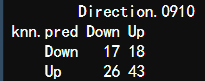 Direction.0910
knn.pred Down Up
Down 17 18
Up 26 43